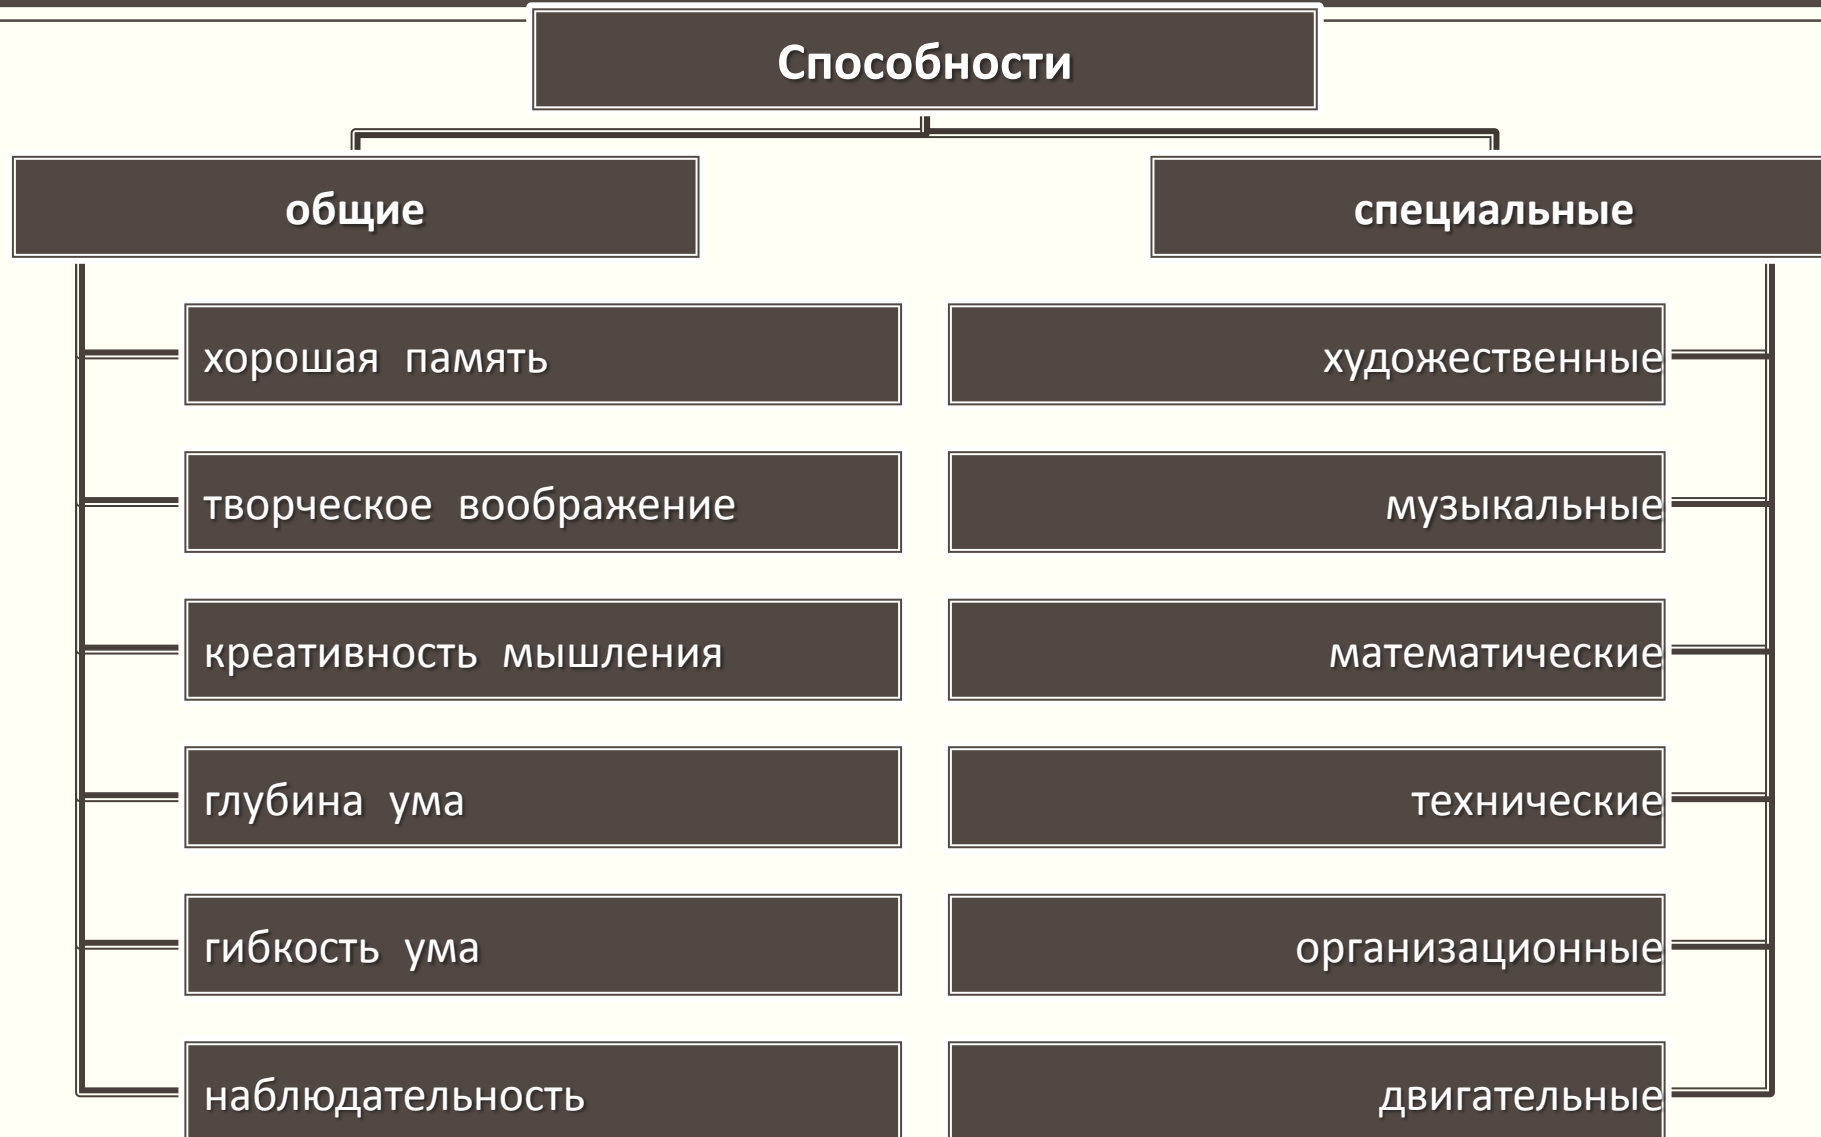 Способности
общие
специальные
хорошая память
творческое воображение
креативность мышления
глубина ума
гибкость ума
наблюдательность
художественные
музыкальные
математические
технические
организационные
двигательные